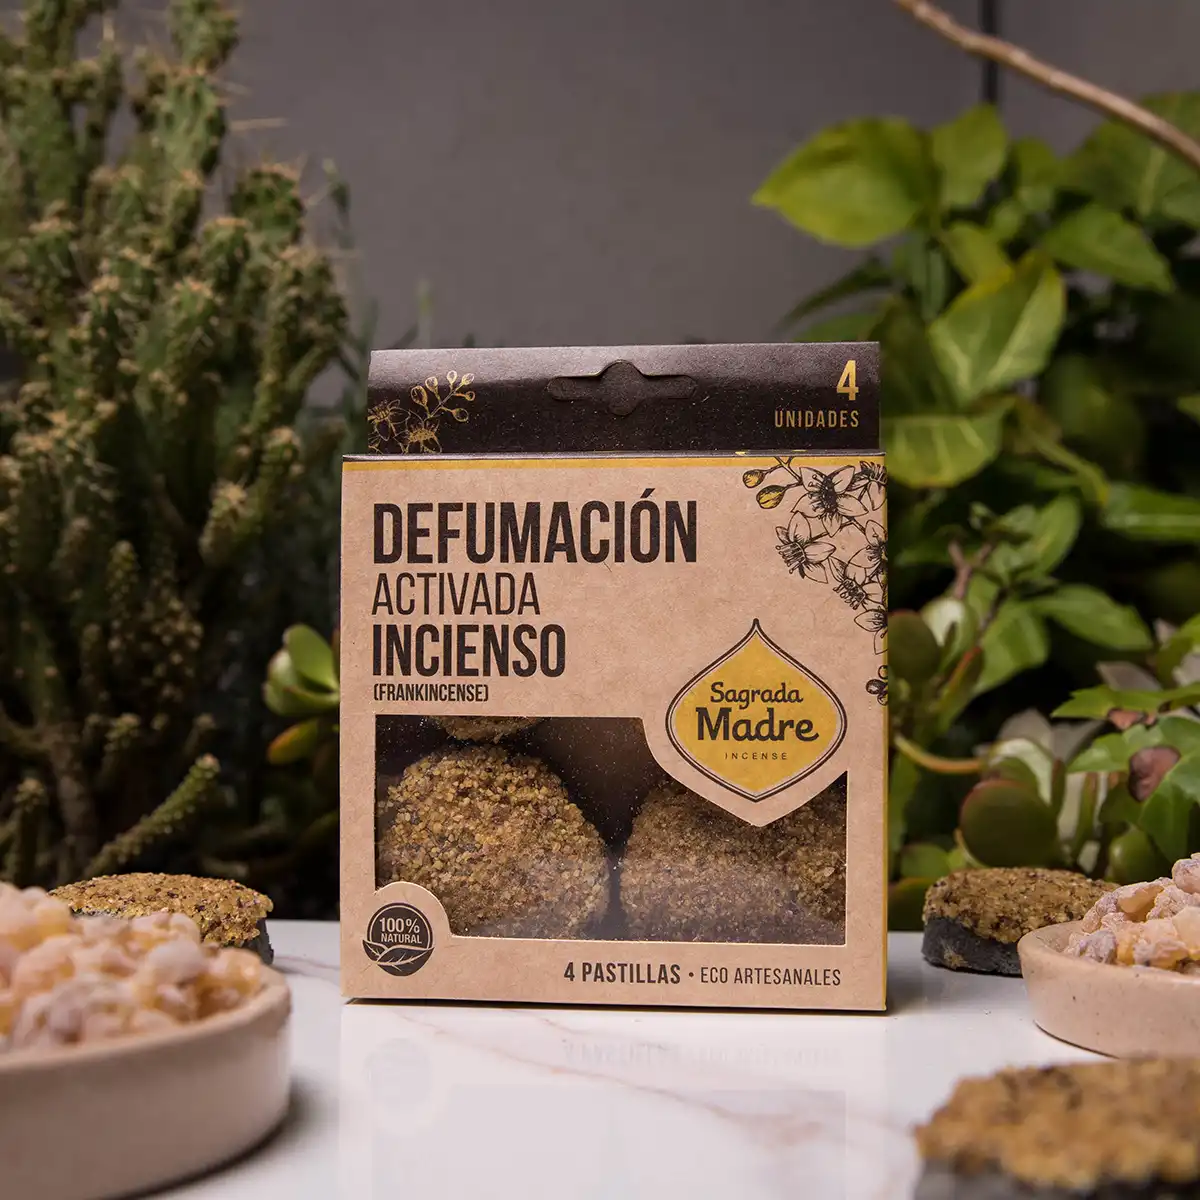 4
UNIDADES
DEFUMACIÓN
ACTIVADA
INCIENSO
(FRANKINCENSE)
Sagrada
Madre
INCENSE
100%
NATURAL
4 PASTILLAS • ECO ARTESANALES